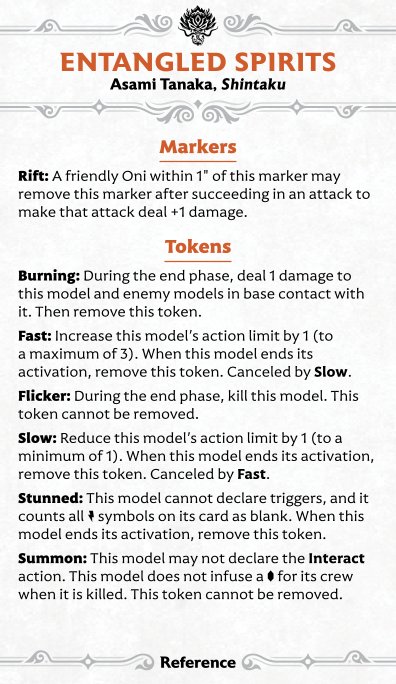 ENTANGLED SPIRITS
Asami Tanaka, Shintaku
Markers
Rift: A friendly Oni within 1" of this marker may
remove this marker after succeeding in an attack to
make that attack deal +1 damage.
Tokens
Burning: During the end phase, deal 1 damage to
this model and enemy models in base contact with
it. Then remove this token.
Fast: Increase this model's action limit by 1 (to
a maximum of 3). When this model ends its
activation, remove this token. Canceled by Slow.
Flicker: During the end phase, kill this model. This
token cannot be removed.
Slow: Reduce this model's action limit by 1 (to a
minimum of 1). When this model ends its activation,
remove this token. Canceled by Fast.
Stunned: This model cannot declare triggers, and it
counts all symbols on its card as blank. When this
model ends its activation, remove this token.
Summon: This model may not declare the Interact
action. This model does not infuse a for its crew
when it is killed. This token cannot be removed.
Reference